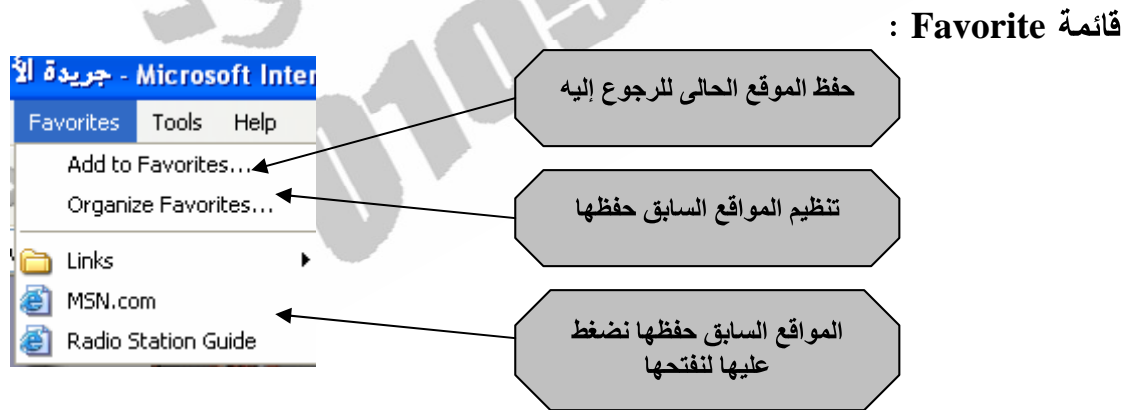 قائمة Favorite :
جريدة الأ - Microsoft Inter
Favorites Tools Help
Add to Favorites...
Organize Favorites...
Links
MSN.com
Radio Station Guide
حفظ الموقع الحالى للرجوع إليه
تنظيم المواقع السابق حفظها
المواقع السابق حفظها نضغط
عليها لنفتحها